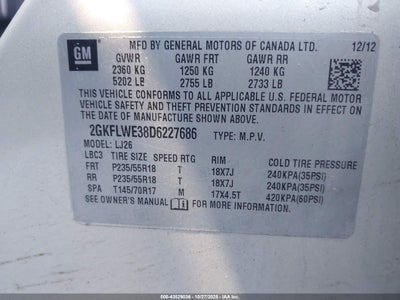 GM
MFD BY GENERAL MOTORS OF CANADA LTD. 12/12
GVWR GAWR FRT GAWR RR
2360 KG 1250 KG 1240 KG
5202 LB 2755 LB 2733 LB
THIS VEHICLE CONFORMS TO ALL APPLICABLE U.S. FEDERAL MOTOR
VEHICLE SAFETY AND THEFT PREVENTION STANDARDS IN EFFECT ON
THE DATE OF MANUFACTURE SHOWN ABOVE.
2GKFLWE38D6227686 TYPE: M.P.V.
MODEL: LJ26
LBC3 TIRE SIZE SPEED RTG RIM COLD TIRE PRESSURE
FRT P235/55R18 T 18X7J 240KPA(35PSI)
RR P235/55R18 T 18X7J 240KPA(35PSI)
SPA T145/70R17 M 17X4.5T 420KPA(60PSI)
SEE OWNER'S MANUAL FOR MORE INFORMATION.
000-43529036 - 10/27/2025 - IAA